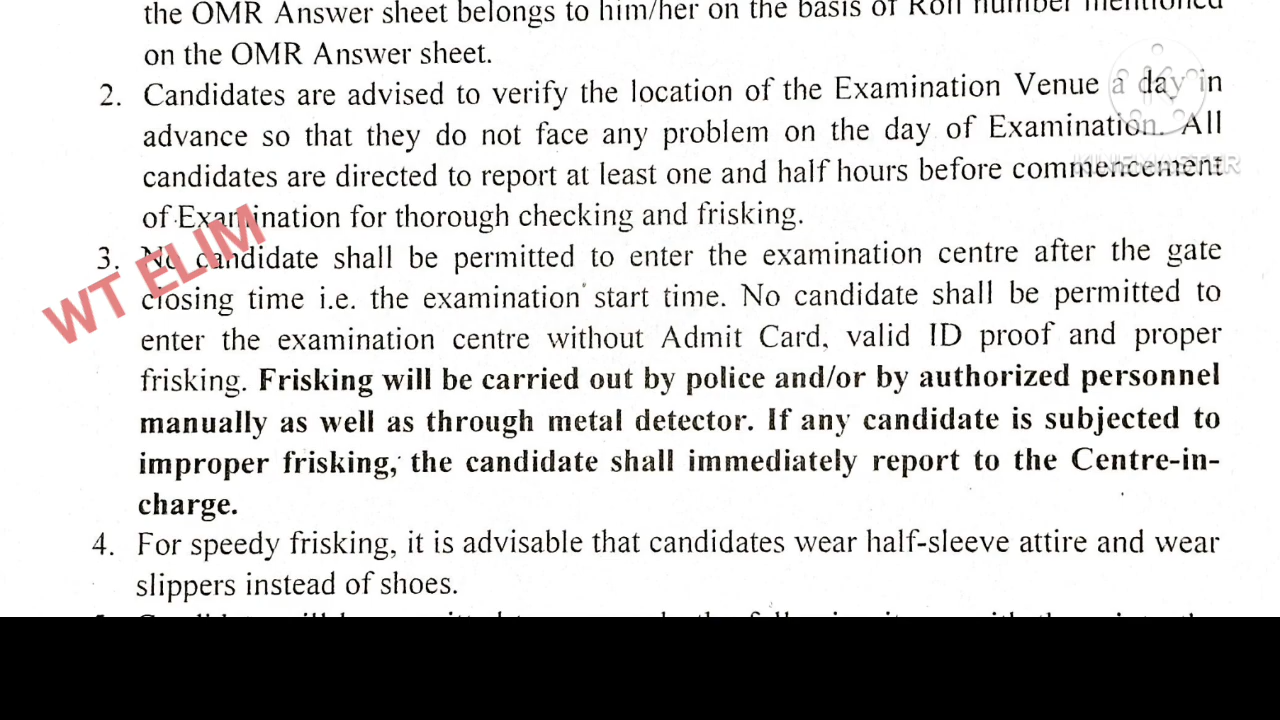 the OMR Answer sheet belongs to him/her on the basis of Roll number mentioned
on the OMR Answer sheet.
2. Candidates are advised to verify the location of the Examination Venue a day in
advance so that they do not face any problem on the day of Examination. All
candidates are directed to report at least one and half hours before commencement
of Examination for thorough checking and frisking.
3. No candidate shall be permitted to enter the examination centre after the gate
closing time i.e. the examination start time. No candidate shall be permitted to
enter the examination centre without Admit Card, valid ID proof and proper
frisking. Frisking will be carried out by police and/or by authorized personnel
manually as well as through metal detector. If any candidate is subjected to
improper frisking, the candidate shall immediately report to the Centre-in-
charge.
4. For speedy frisking, it is advisable that candidates wear half-sleeve attire and wear
slippers instead of shoes.
WT ELIM
KINEMASTER